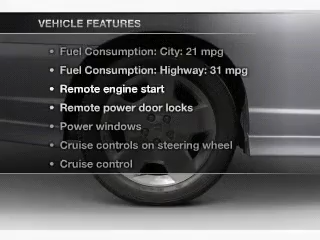 VEHICLE FEATURES
• Fuel Consumption: City: 21 mpg
• Fuel Consumption: Highway: 31 mpg
• Remote engine start
• Remote power door locks
• Power windows
• Cruise controls on steering wheel
• Cruise control